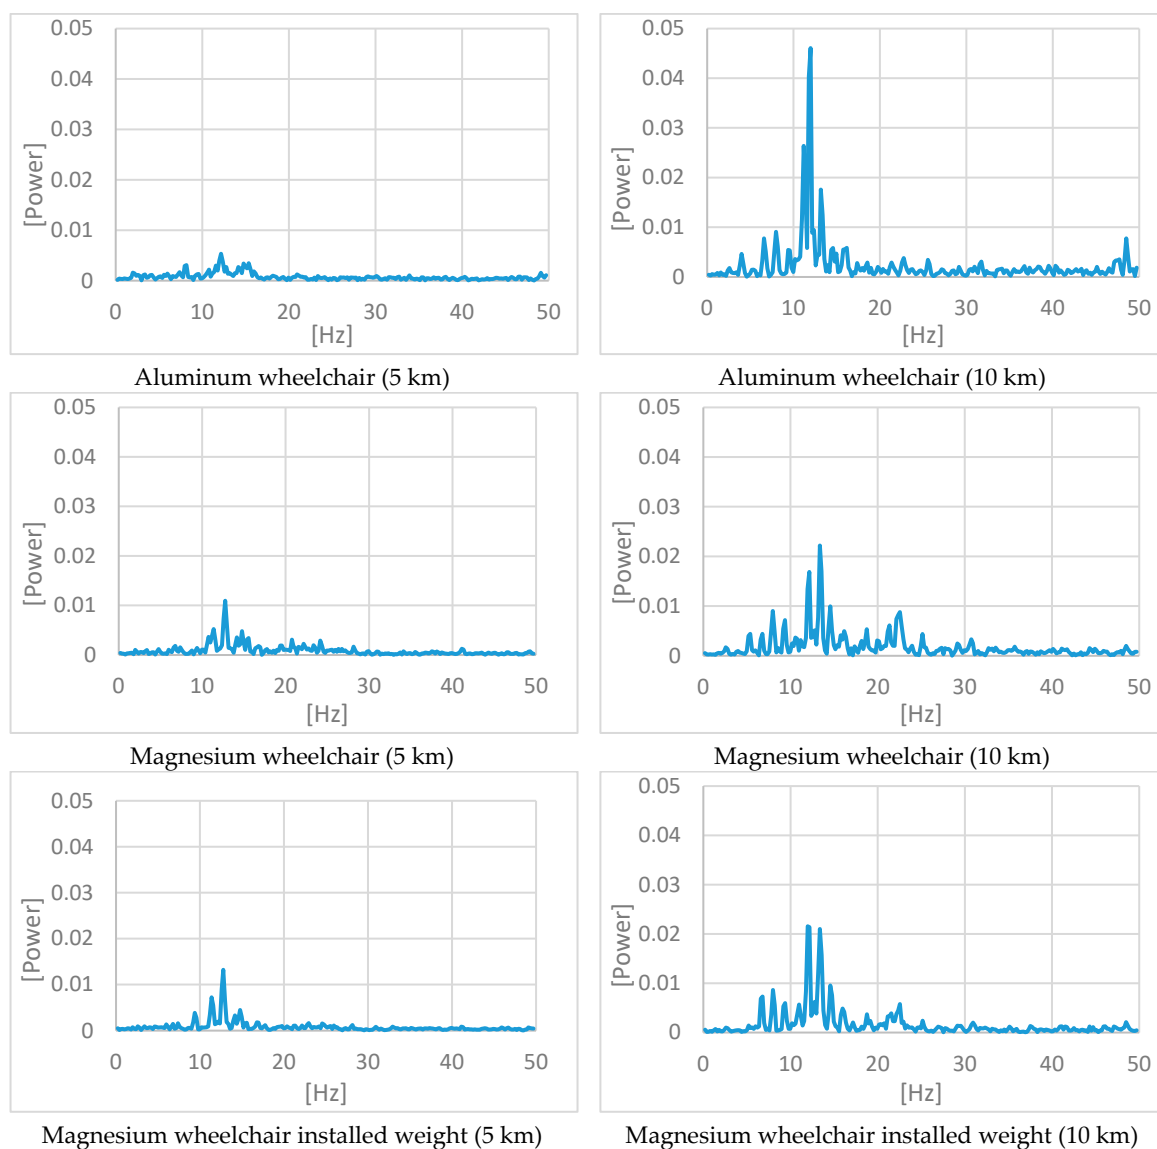 0.05
0.04
0.03
0.02
0.01
0
[Power]
0 10 20 30 40 50
[Hz]
Aluminum wheelchair (5 km)
0.05
0.04
0.03
0.02
0.01
0
[Power]
0 10 20 30 40 50
[Hz]
Aluminum wheelchair (10 km)
0.05
0.04
0.03
0.02
0.01
0
[Power]
0 10 20 30 40 50
[Hz]
Magnesium wheelchair (5 km)
0.05
0.04
0.03
0.02
0.01
0
[Power]
0 10 20 30 40 50
[Hz]
Magnesium wheelchair (10 km)
0.05
0.04
0.03
0.02
0.01
0
[Power]
0 10 20 30 40 50
[Hz]
Magnesium wheelchair installed weight (5 km)
0.05
0.04
0.03
0.02
0.01
0
[Power]
0 10 20 30 40 50
[Hz]
Magnesium wheelchair installed weight (10 km)